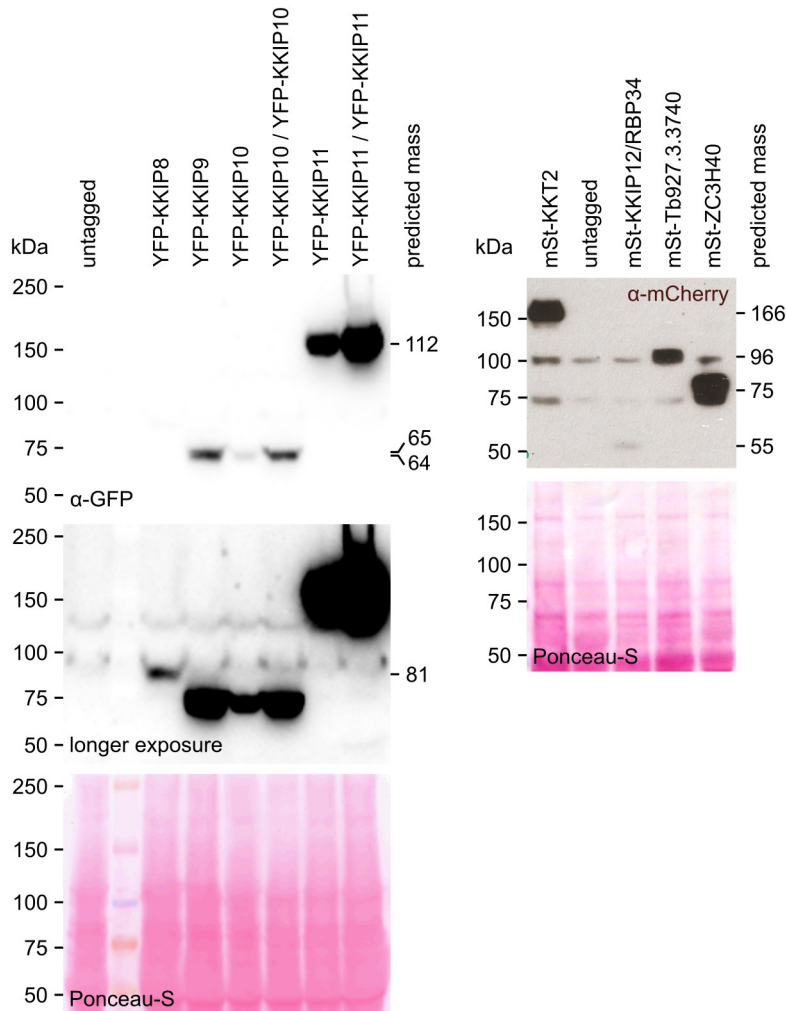 kDa
untagged
YFP-KKIP8
YFP-KKIP9
YFP-KKIP10
YFP-KKIP10 / YFP-KKIP10
YFP-KKIP11
YFP-KKIP11 / YFP-KKIP11
predicted mass
250
150
100
75
50
112
65
64
α-GFP
250
150
100
75
50
81
longer exposure
250
150
100
75
50
Ponceau-S
kDa
mSt-KKT2
untagged
mSt-KKIP12/RBP34
mSt-Tb927.3.3740
mSt-ZC3H40
predicted mass
α-mCherry
150
100
75
50
166
96
75
55
150
100
75
50
Ponceau-S